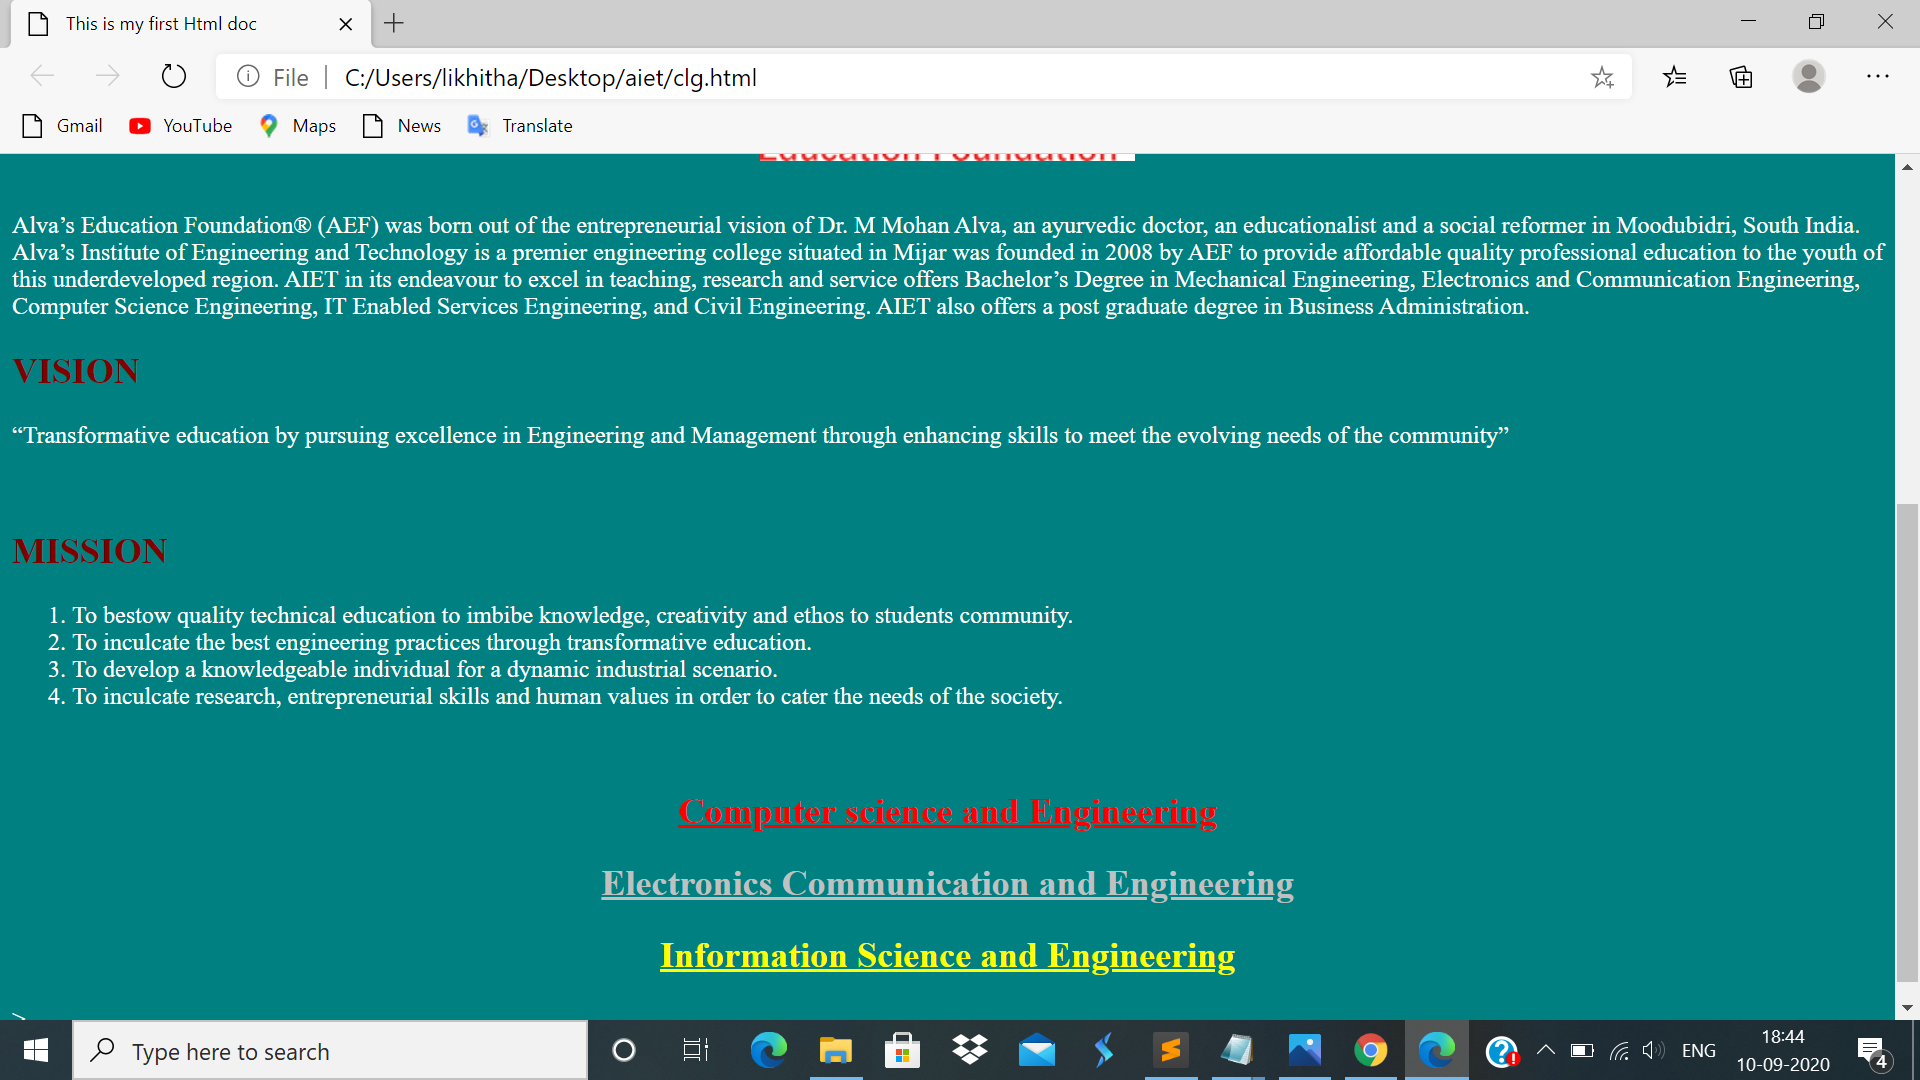 This is my first Html doc
File | C:/Users/likhitha/Desktop/aiet/clg.html
Gmail YouTube Maps News Translate
Education Foundation
Alva’s Education Foundation® (AEF) was born out of the entrepreneurial vision of Dr. M Mohan Alva, an ayurvedic doctor, an educationalist and a social reformer in Moodubidri, South India.
Alva’s Institute of Engineering and Technology is a premier engineering college situated in Mijar was founded in 2008 by AEF to provide affordable quality professional education to the youth of
this underdeveloped region. AIET in its endeavour to excel in teaching, research and service offers Bachelor’s Degree in Mechanical Engineering, Electronics and Communication Engineering,
Computer Science Engineering, IT Enabled Services Engineering, and Civil Engineering. AIET also offers a post graduate degree in Business Administration.
VISION
“Transformative education by pursuing excellence in Engineering and Management through enhancing skills to meet the evolving needs of the community”
MISSION
1. To bestow quality technical education to imbibe knowledge, creativity and ethos to students community.
2. To inculcate the best engineering practices through transformative education.
3. To develop a knowledgeable individual for a dynamic industrial scenario.
4. To inculcate research, entrepreneurial skills and human values in order to cater the needs of the society.
Computer science and Engineering
Electronics Communication and Engineering
Information Science and Engineering
>
Type here to search
ENG
18:44
10-09-2020
4